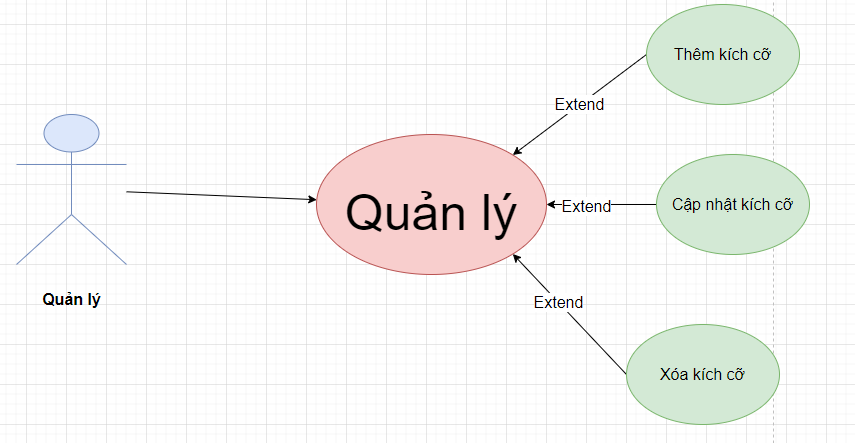 Thêm kích cỡ
Extend
Quản lý
Extend
Cập nhật kích cỡ
Quản lý
Extend
Xóa kích cỡ